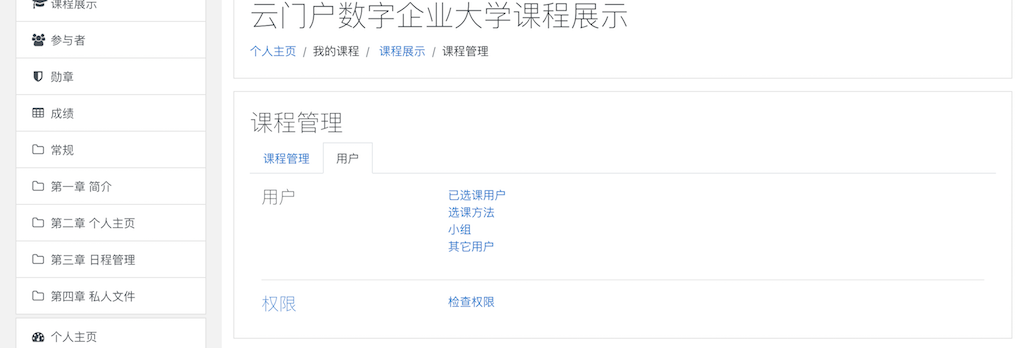 课程展示
参与者
勋章
成绩
常规
第一章 简介
第二章 个人主页
第三章 日程管理
第四章 私人文件
个人主页
云门户数字企业大学课程展示
个人主页 / 我的课程 / 课程展示 / 课程管理
课程管理
课程管理 用户
用户 已选课用户
选课方法
小组
其它用户
权限 检查权限